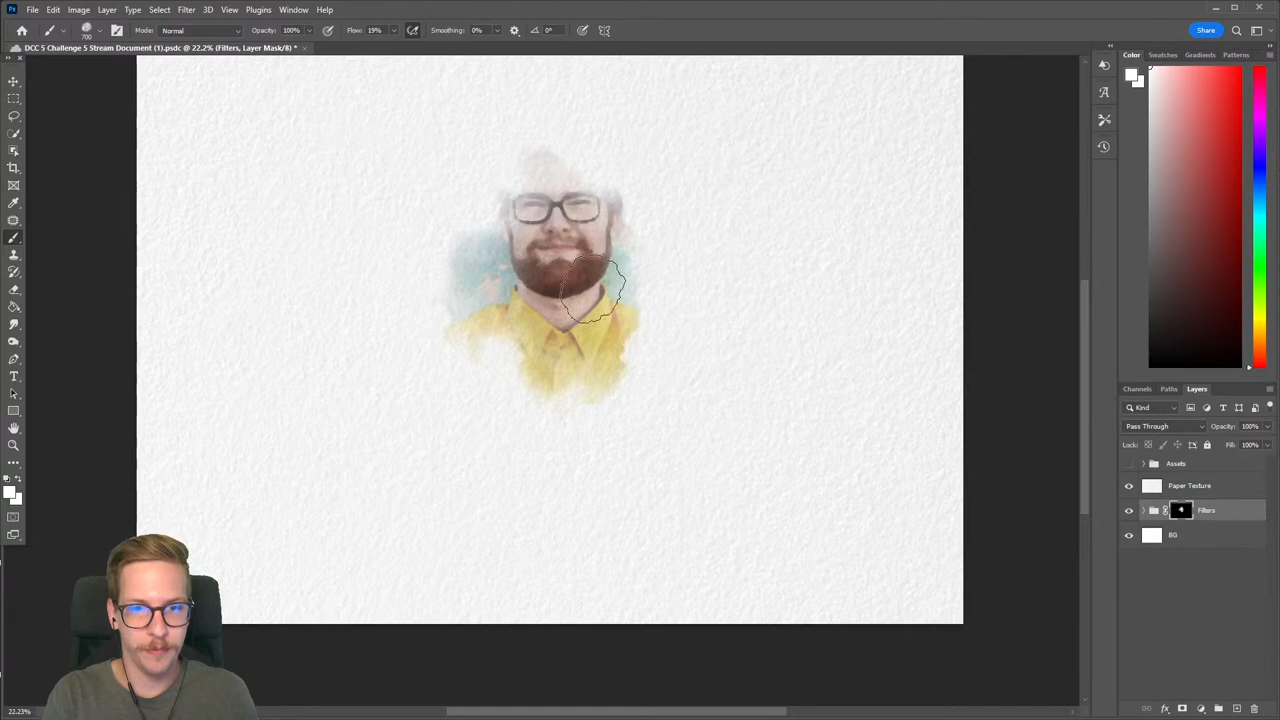 Ps File Edit Image Layer Type Select Filter 3D View Plugins Window Help
700 Mode: Normal Opacity: 100% Flow: 19% Smoothing: 0% 0° Share
DCC 5 Challenge 5 Stream Document (1).psdc @ 22.2% (Filters, Layer Mask/8) *
Color Swatches Gradients Patterns
Channels Paths Layers
Kind
Pass Through Opacity: 100%
Lock: Fill: 100%
Assets
Paper Texture
Filters
BG
22.23%